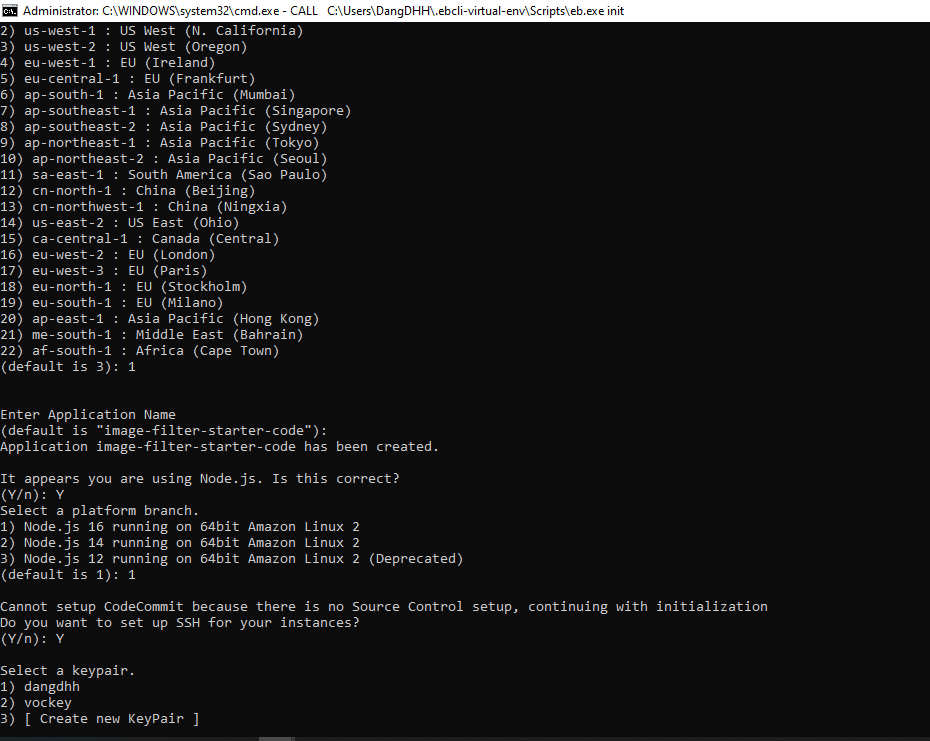 Administrator: C:\WINDOWS\system32\cmd.exe - CALL C:\Users\DangDHH\.ebcli-virtual-env\Scripts\eb.exe init
2) us-west-1 : US West (N. California)
3) us-west-2 : US West (Oregon)
4) eu-west-1 : EU (Ireland)
5) eu-central-1 : EU (Frankfurt)
6) ap-south-1 : Asia Pacific (Mumbai)
7) ap-southeast-1 : Asia Pacific (Singapore)
8) ap-southeast-2 : Asia Pacific (Sydney)
9) ap-northeast-1 : Asia Pacific (Tokyo)
10) ap-northeast-2 : Asia Pacific (Seoul)
11) sa-east-1 : South America (Sao Paulo)
12) cn-north-1 : China (Beijing)
13) cn-northwest-1 : China (Ningxia)
14) us-east-2 : US East (Ohio)
15) ca-central-1 : Canada (Central)
16) eu-west-2 : EU (London)
17) eu-west-3 : EU (Paris)
18) eu-north-1 : EU (Stockholm)
19) eu-south-1 : EU (Milano)
20) ap-east-1 : Asia Pacific (Hong Kong)
21) me-south-1 : Middle East (Bahrain)
22) af-south-1 : Africa (Cape Town)
(default is 3): 1
Enter Application Name
(default is "image-filter-starter-code"):
Application image-filter-starter-code has been created.
It appears you are using Node.js. Is this correct?
(Y/n): Y
Select a platform branch.
1) Node.js 16 running on 64bit Amazon Linux 2
2) Node.js 14 running on 64bit Amazon Linux 2
3) Node.js 12 running on 64bit Amazon Linux 2 (Deprecated)
(default is 1): 1
Cannot setup CodeCommit because there is no Source Control setup, continuing with initialization
Do you want to set up SSH for your instances?
(Y/n): Y
Select a keypair.
1) dangdhh
2) vockey
3) [ Create new KeyPair ]